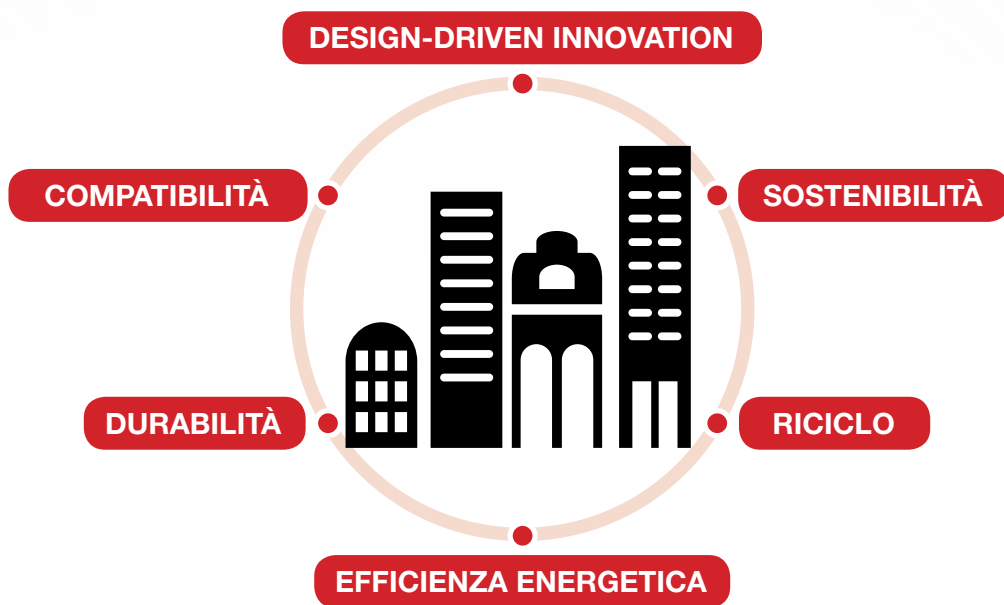 DESIGN-DRIVEN INNOVATION
COMPATIBILITÀ
SOSTENIBILITÀ
DURABILITÀ
RICICLO
EFFICIENZA ENERGETICA